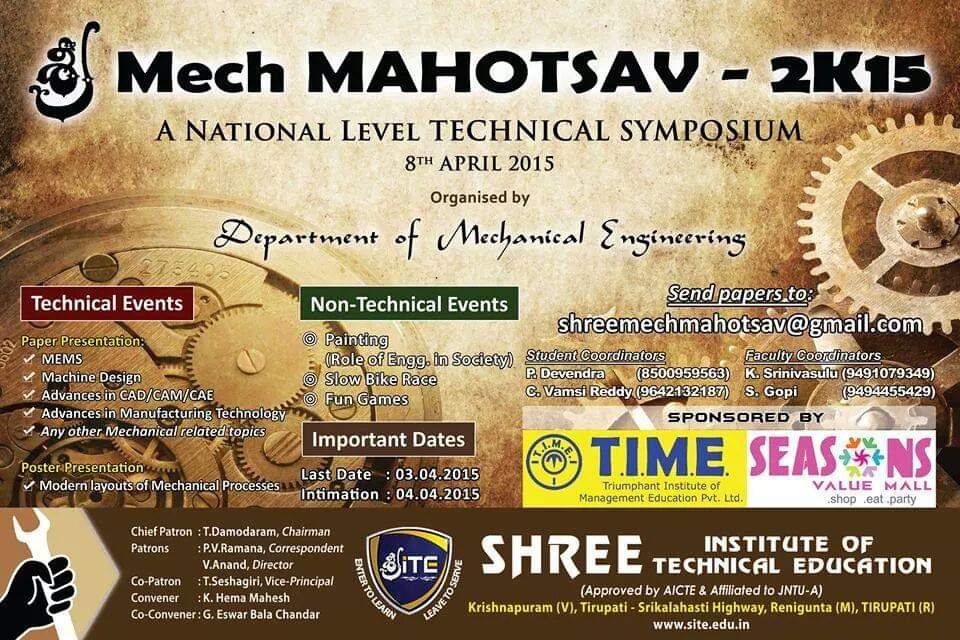 Mech MAHOTSAV - 2K15
A NATIONAL LEVEL TECHNICAL SYMPOSIUM
8TH APRIL 2015
Organised by
Department of Mechanical Engineering
276405
Technical Events
Paper Presentation:
MEMS
Machine Design
Advances in CAD/CAM/CAE
Advances in Manufacturing Technology
Any other Mechanical related topics
Poster Presentation
Modern layouts of Mechanical Processes
Non-Technical Events
Painting
(Role of Engg. in Society)
Slow Bike Race
Fun Games
Important Dates
Last Date : 03.04.2015
Intimation : 04.04.2015
Send papers to:
shreemechmahotsav@gmail.com
Student Coordinators
P. Devendra (8500959563)
C. Vamsi Reddy (9642132187)
Faculty Coordinators
K. Srinivasulu (9491079349)
S. Gopi (9494455429)
SPONSORED BY
T.I.M.E.
T.I.M.E.
Triumphant Institute of
Management Education Pvt. Ltd.
SEASONS
VALUE MALL
.shop .eat .party
Chief Patron : T.Damodaram, Chairman
Patrons : P.V.Ramana, Correspondent
V.Anand, Director
Co-Patron : T.Seshagiri, Vice-Principal
Convener : K. Hema Mahesh
Co-Convener : G. Eswar Bala Chandar
SITE
ENTER TO LEARN
LEAVE TO SERVE
SHREE INSTITUTE OF
TECHNICAL EDUCATION
(Approved by AICTE & Affiliated to JNTU-A)
Krishnapuram (V), Tirupati - Srikalahasti Highway, Renigunta (M), TIRUPATI (R)
www.site.edu.in